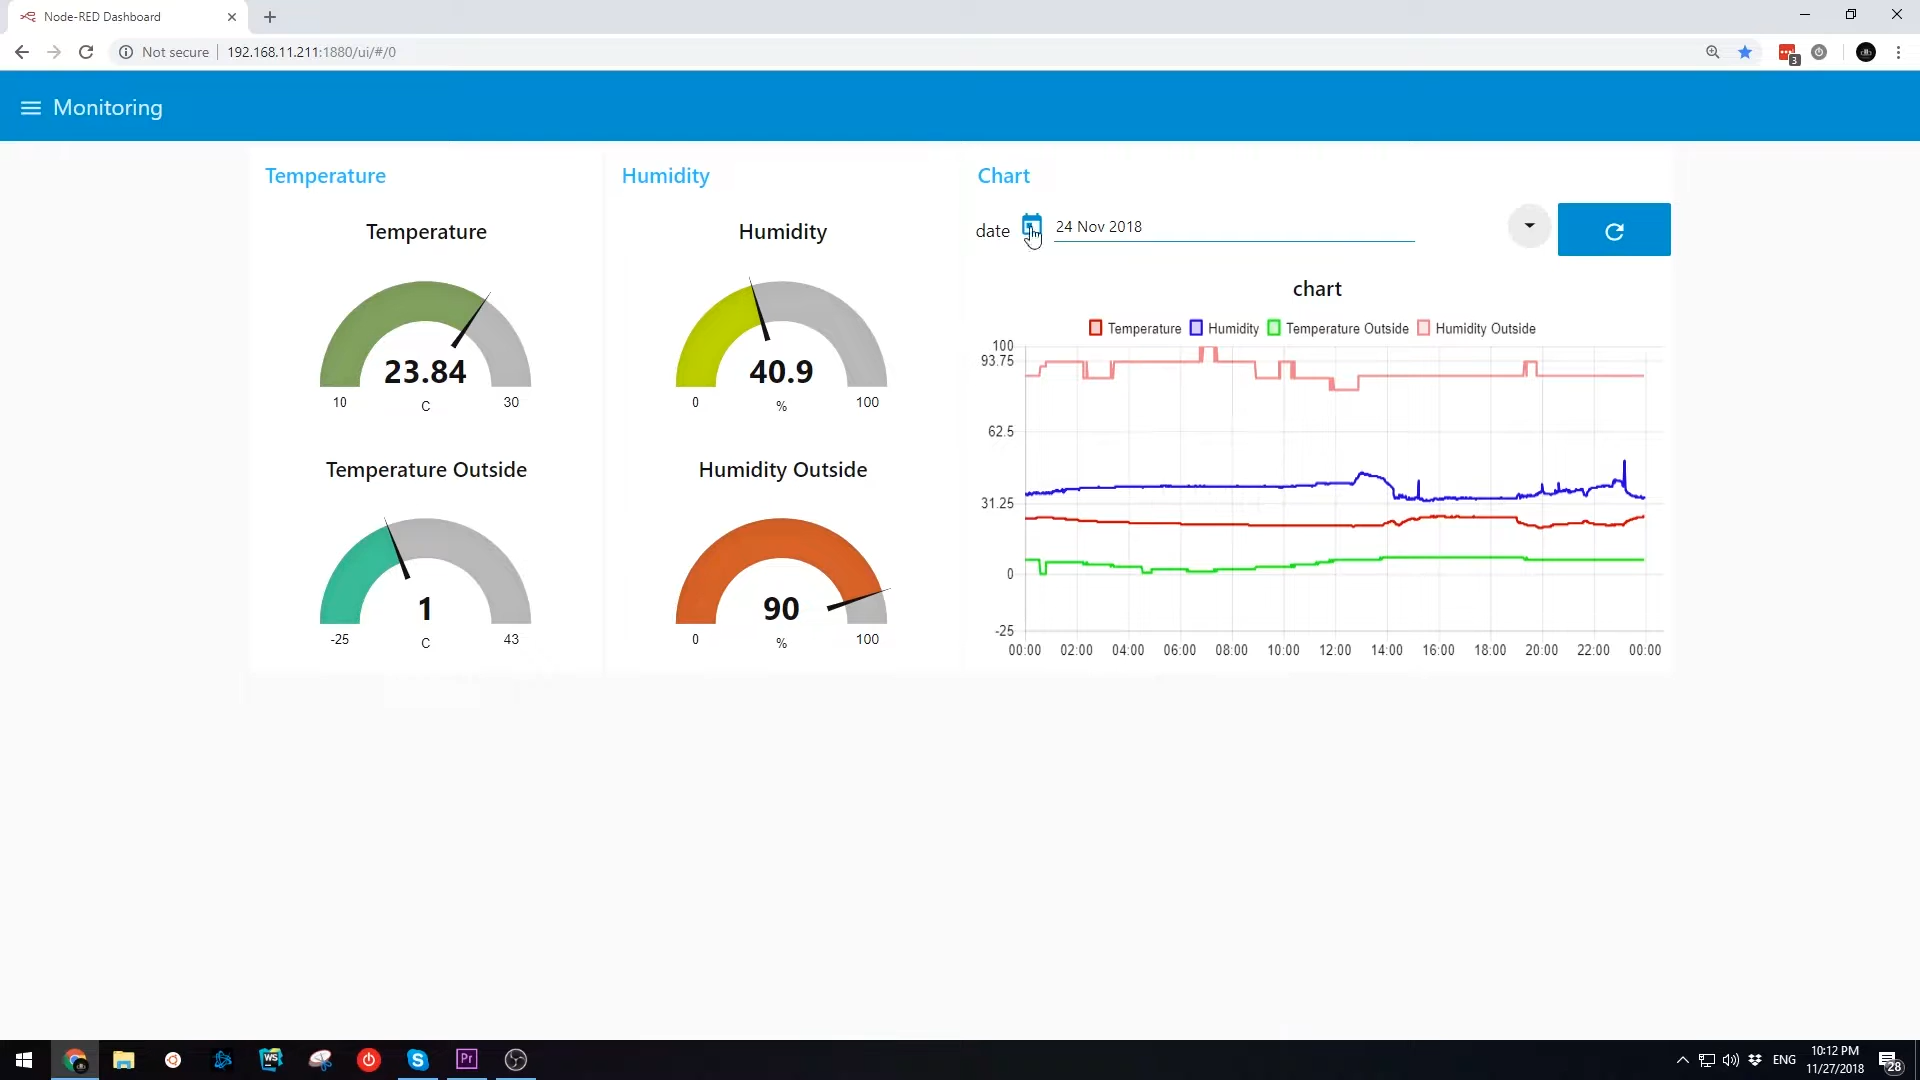 Node-RED Dashboard
Not secure
192.168.11.211:1880/ui/#/0
3
Monitoring
Temperature
Humidity
Chart
Temperature
23.84
10
C
30
Temperature Outside
1
-25
C
43
Humidity
40.9
0
%
100
Humidity Outside
90
0
%
100
date
24 Nov 2018
chart
Temperature
Humidity
Temperature Outside
Humidity Outside
100
93.75
62.5
31.25
0
-25
00:00
02:00
04:00
06:00
08:00
10:00
12:00
14:00
16:00
18:00
20:00
22:00
00:00
WS
Pr
ENG
10:12 PM
11/27/2018
28